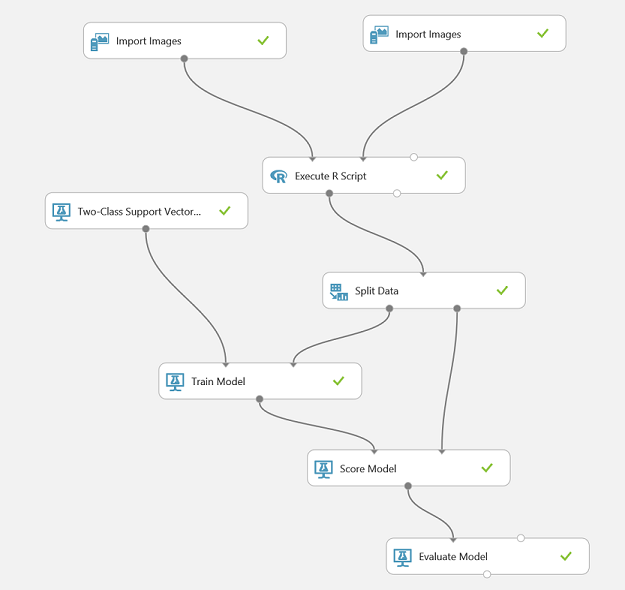 Import Images
Import Images
R Execute R Script
Two-Class Support Vector...
Split Data
Train Model
Score Model
Evaluate Model